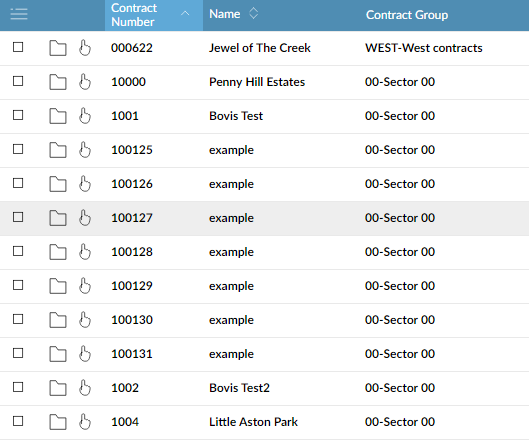 Contract Number Name Contract Group
000622 Jewel of The Creek WEST-West contracts
10000 Penny Hill Estates 00-Sector 00
1001 Bovis Test 00-Sector 00
100125 example 00-Sector 00
100126 example 00-Sector 00
100127 example 00-Sector 00
100128 example 00-Sector 00
100129 example 00-Sector 00
100130 example 00-Sector 00
100131 example 00-Sector 00
1002 Bovis Test2 00-Sector 00
1004 Little Aston Park 00-Sector 00